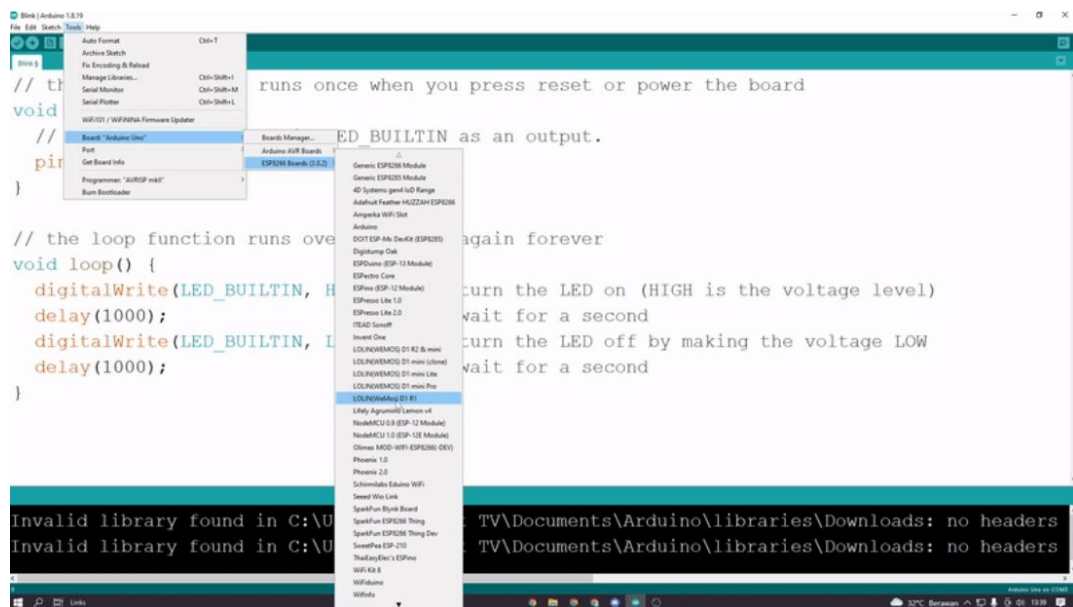 Blink | Arduino 1.8.19
File Edit Sketch Tools Help
Blink §
Auto Format Ctrl+T
Archive Sketch
Fix Encoding & Reload
Manage Libraries... Ctrl+Shift+I
Serial Monitor Ctrl+Shift+M
Serial Plotter Ctrl+Shift+L
WiFi101 / WiFiNINA Firmware Updater
Board: "Arduino Uno"
Port
Get Board Info
Programmer: "AVRISP mkII"
Burn Bootloader
Boards Manager...
Arduino AVR Boards
ESP8266 Boards (3.0.2)
Generic ESP8266 Module
Generic ESP8285 Module
4D Systems gen4 IoD Range
Adafruit Feather HUZZAH ESP8266
Amperka WiFi Slot
Arduino
DOIT ESP-Mx DevKit (ESP8285)
Digistump Oak
ESPDuino (ESP-13 Module)
ESPectro Core
ESPino (ESP-12 Module)
ESPresso Lite 1.0
ESPresso Lite 2.0
ITEAD Sonoff
Invent One
LOLIN(WEMOS) D1 R2 & mini
LOLIN(WEMOS) D1 mini (clone)
LOLIN(WEMOS) D1 mini Lite
LOLIN(WEMOS) D1 mini Pro
LOLIN(WeMos) D1 R1
Lifely Agrumino Lemon v4
NodeMCU 0.9 (ESP-12 Module)
NodeMCU 1.0 (ESP-12E Module)
Olimex MOD-WIFI-ESP8266(-DEV)
Phoenix 1.0
Phoenix 2.0
Schirmilabs Eduino WiFi
Seeed Wio Link
SparkFun Blynk Board
SparkFun ESP8266 Thing
SparkFun ESP8266 Thing Dev
SweetPea ESP-210
ThaiEasyElec's ESPino
WiFi Kit 8
WiFiduino
WifInfo
// th runs once when you press reset or power the board
void
// ED_BUILTIN as an output.
pin
}
// the loop function runs ove again forever
void loop() {
digitalWrite(LED_BUILTIN, H turn the LED on (HIGH is the voltage level)
delay(1000); wait for a second
digitalWrite(LED_BUILTIN, L turn the LED off by making the voltage LOW
delay(1000); wait for a second
}
Invalid library found in C:\U TV\Documents\Arduino\libraries\Downloads: no headers
Invalid library found in C:\U TV\Documents\Arduino\libraries\Downloads: no headers
Arduino Uno on COM3
Links
32°C Berawan
13:39